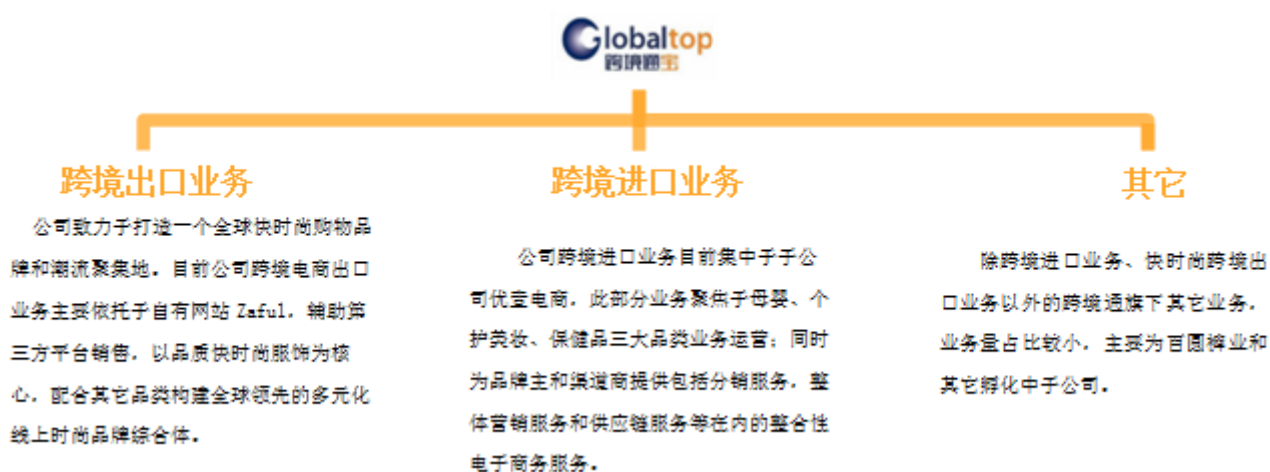 Globaltop
跨境通宝
跨境出口业务
公司致力于打造一个全球快时尚购物品
牌和潮流聚集地。目前公司跨境电商出口
业务主要依托于自有网站 Zaful，辅助第
三方平台销售，以品质快时尚服饰为核
心，配合其它品类构建全球领先的多元化
线上时尚品牌综合体。
跨境进口业务
公司跨境进口业务目前集中于子公
司优壹电商，此部分业务聚焦于母婴、个
护美妆、保健品三大品类业务运营；同时
为品牌主和渠道商提供包括分销服务，整
体营销服务和供应链服务等在内的整合性
电子商务服务。
其它
除跨境进口业务、快时尚跨境出
口业务以外的跨境通旗下其它业务，
业务量占比较小，主要为百圆裤业和
其它孵化中子公司。